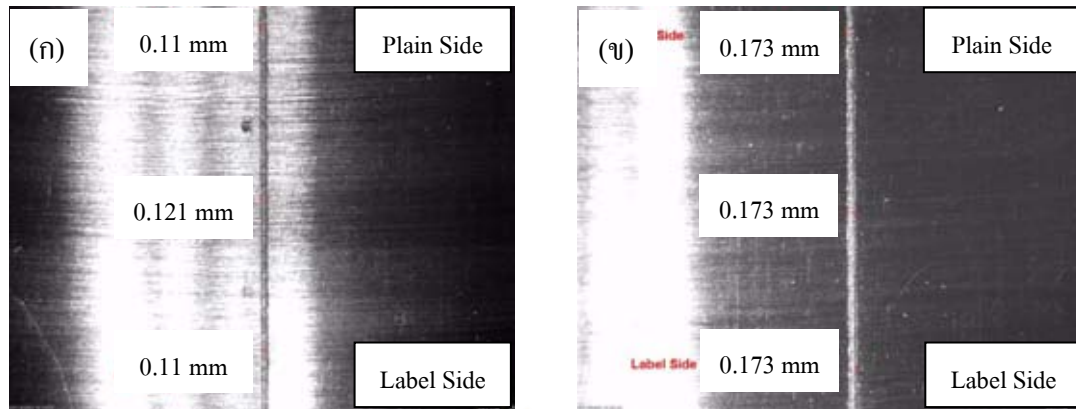 (ก)
0.11 mm
Plain Side
0.121 mm
0.11 mm
Label Side
(ข)
Side
0.173 mm
Plain Side
0.173 mm
Label Side
0.173 mm
Label Side